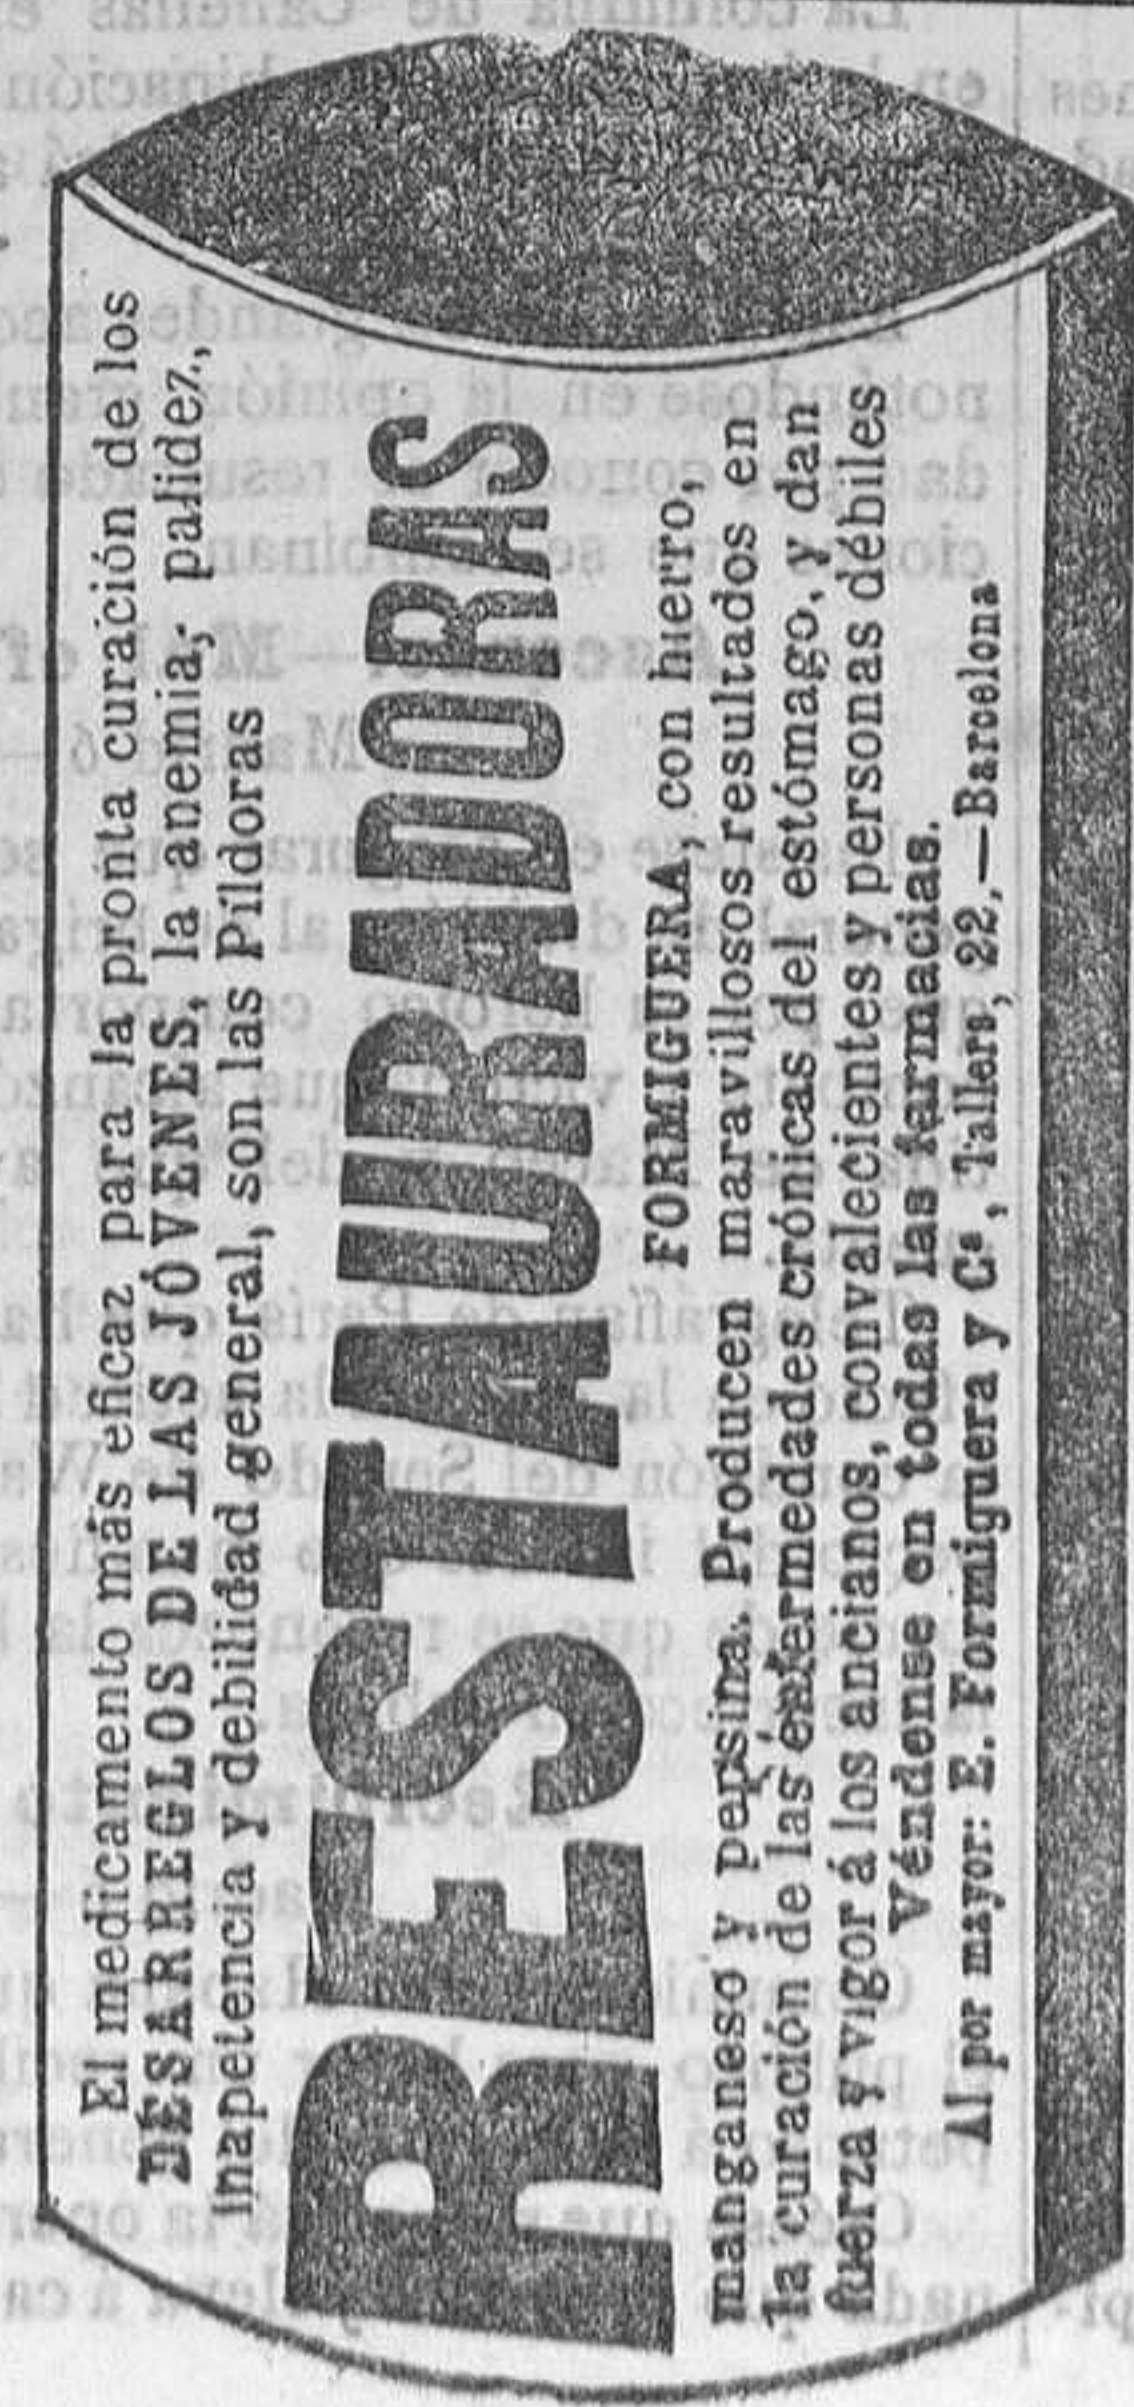 El medicamento más eficaz para la pronta curación de los
DESARREGLOS DE LAS JÓVENES, la anemia, palidez,
inapetencia y debilidad general, son las Píldoras
RESTAURADORAS
FORMIGUERA, con hierro,
manganeso y pepsina. Producen maravillosos resultados en
la curación de las enfermedades crónicas del estómago, y dan
fuerza y vigor á los ancianos, convalecientes y personas débiles
Véndense en todas las farmacias.
Al por mayor: E. Formiguera y Cª, Tallers, 22,—Barcelona